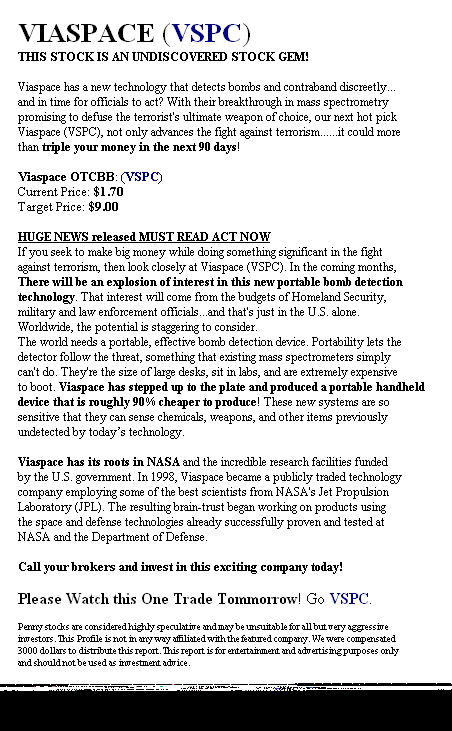 VIASPACE (VSPC)
THIS STOCK IS AN UNDISCOVERED STOCK GEM!
Viaspace has a new technology that detects bombs and contraband discreetly...
and in time for officials to act? With their breakthrough in mass spectrometry
promising to defuse the terrorist's ultimate weapon of choice, our next hot pick
Viaspace (VSPC), not only advances the fight against terrorism......it could more
than triple your money in the next 90 days!
Viaspace OTCBB: (VSPC)
Current Price: $1.70
Target Price: $9.00
HUGE NEWS released MUST READ ACT NOW
If you seek to make big money while doing something significant in the fight
against terrorism, then look closely at Viaspace (VSPC). In the coming months,
There will be an explosion of interest in this new portable bomb detection
technology. That interest will come from the budgets of Homeland Security,
military and law enforcement officials...and that's just in the U.S. alone.
Worldwide, the potential is staggering to consider.
The world needs a portable, effective bomb detection device. Portability lets the
detector follow the threat, something that existing mass spectrometers simply
can't do. They're the size of large desks, sit in labs, and are extremely expensive
to boot. Viaspace has stepped up to the plate and produced a portable handheld
device that is roughly 90% cheaper to produce! These new systems are so
sensitive that they can sense chemicals, weapons, and other items previously
undetected by today's technology.
Viaspace has its roots in NASA and the incredible research facilities funded
by the U.S. government. In 1998, Viaspace became a publicly traded technology
company employing some of the best scientists from NASA's Jet Propulsion
Laboratory (JPL). The resulting brain-trust began working on products using
the space and defense technologies already successfully proven and tested at
NASA and the Department of Defense.
Call your brokers and invest in this exciting company today!
Please Watch this One Trade Tommorrow! Go VSPC.
Penny stocks are considered highly speculative and may be unsuitable for all but very aggressive
investors. This Profile is not in any way affiliated with the featured company. We were compensated
3000 dollars to distribute this report. This report is for entertainment and advertising purposes only
and should not be used as investment advice.